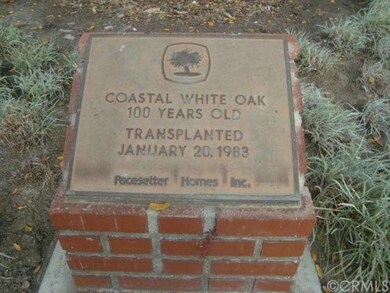 COASTAL WHITE OAK
100 YEARS OLD
TRANSPLANTED
JANUARY 20, 1983
Pacesetter Homes Inc.
©CRMLS